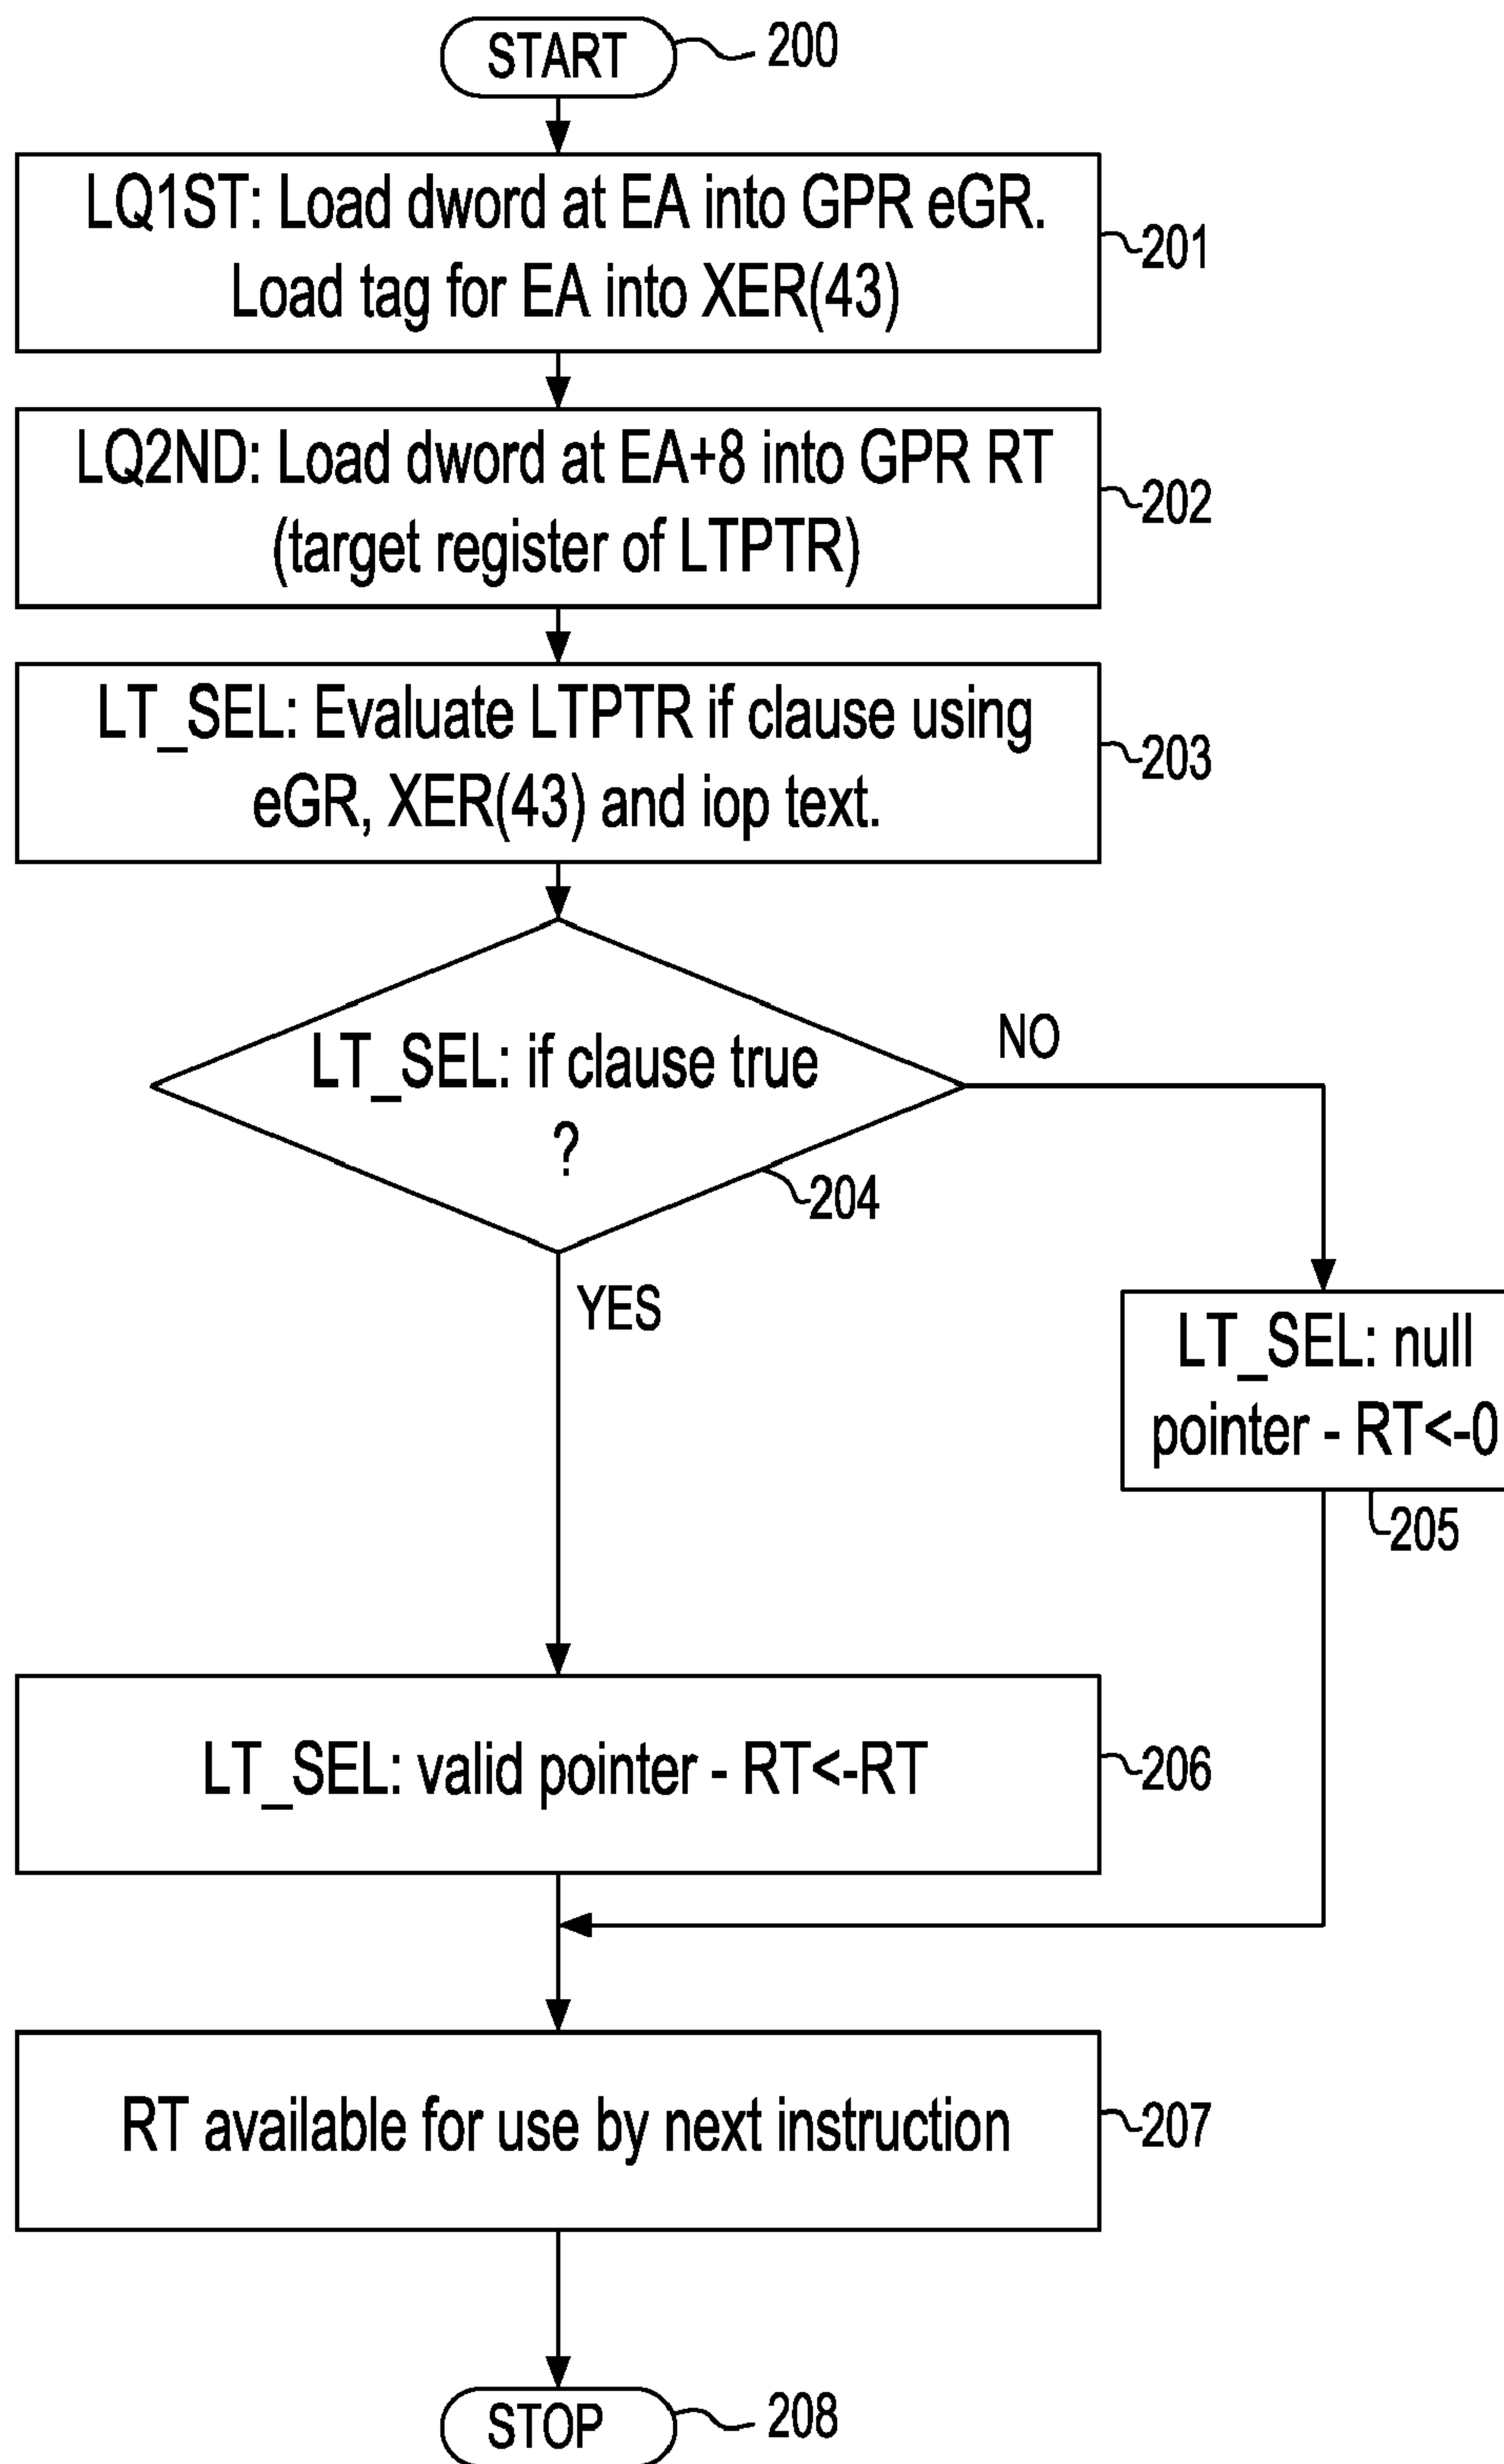 START
200
LQ1ST: Load dword at EA into GPR eGR.
Load tag for EA into XER(43)
201
LQ2ND: Load dword at EA+8 into GPR RT
(target register of LTPTR)
202
LT_SEL: Evaluate LTPTR if clause using
eGR, XER(43) and iop text.
203
LT_SEL: if clause true
?
204
NO
YES
LT_SEL: null
pointer - RT<-0
205
LT_SEL: valid pointer - RT<-RT
206
RT available for use by next instruction
207
STOP
208